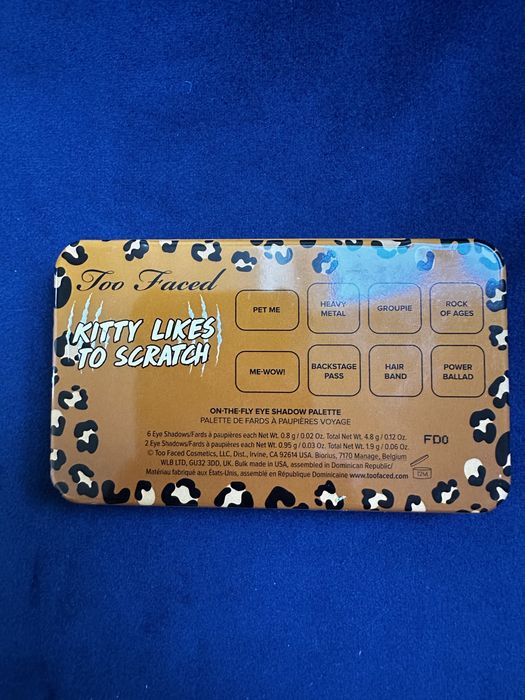 Too Faced
KITTY LIKES
TO SCRATCH
PET ME
HEAVY
METAL
GROUPIE
ROCK
OF AGES
ME-WOW!
BACKSTAGE
PASS
HAIR
BAND
POWER
BALLAD
ON-THE-FLY EYE SHADOW PALETTE
PALETTE DE FARDS À PAUPIÈRES VOYAGE
6 Eye Shadows/Fards à paupières each Net Wt. 0.8 g / 0.02 Oz. Total Net Wt. 4.8 g / 0.12 Oz.
2 Eye Shadows/Fards à paupières each Net Wt. 0.95 g / 0.03 Oz. Total Net Wt. 1.9 g / 0.06 Oz.
© Too Faced Cosmetics, LLC, Dist., Irvine, CA 92614 USA. Biorius, 7170 Manage, Belgium
WLB LTD, GU32 3DD, UK. Bulk made in USA, assembled in Dominican Republic/
Matériau fabriqué aux États-Unis, assemblé en République Dominicaine www.toofaced.com
FD0
12M